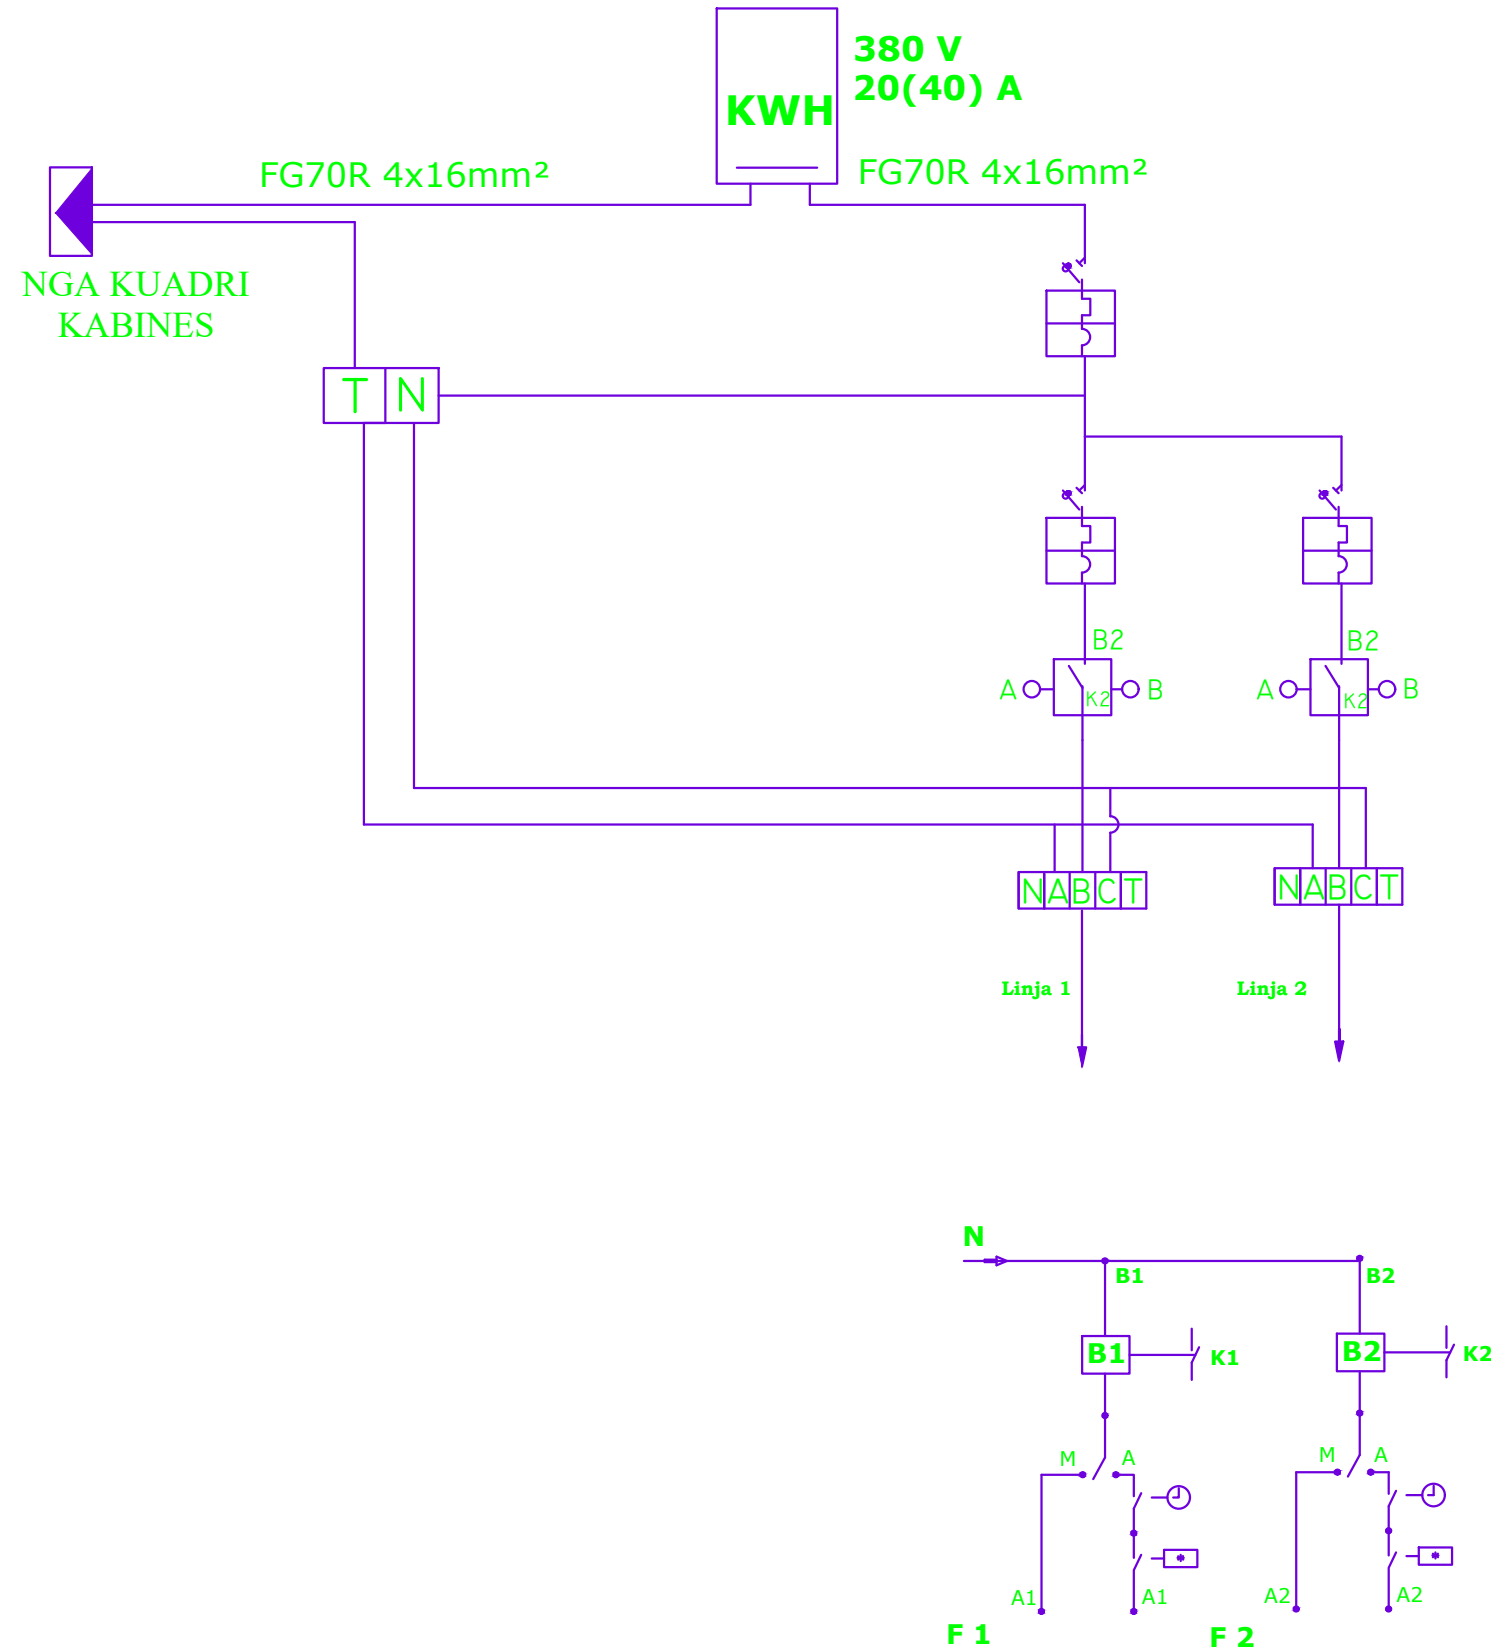 380 V
20(40) A
KWH
FG70R 4x16mm²
FG70R 4x16mm²
NGA KUADRI
KABINES
T N
B2
B2
A K2 B
A K2 B
N A B C T
N A B C T
Linja 1
Linja 2
N
B1
B2
B1
K1
B2
K2
M A
M A
A1 A1
A2 A2
F 1
F 2